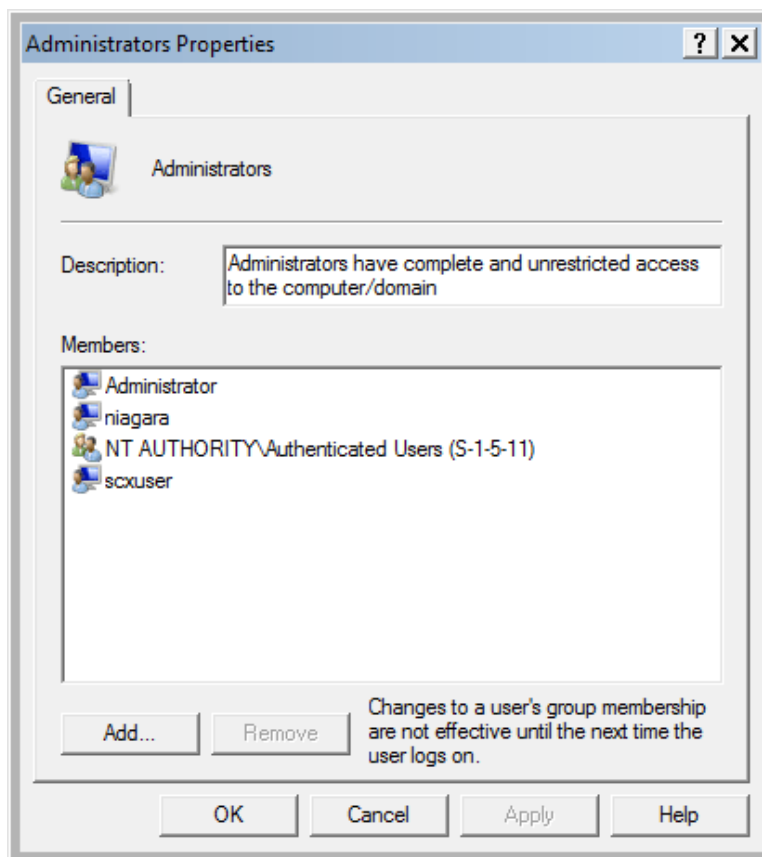 Administrators Properties
General
Administrators
Description:
Administrators have complete and unrestricted access
to the computer/domain
Members:
Administrator
niagara
NT AUTHORITY\Authenticated Users (S-1-5-11)
scxuser
Add...
Remove
Changes to a user's group membership
are not effective until the next time the
user logs on.
OK
Cancel
Apply
Help